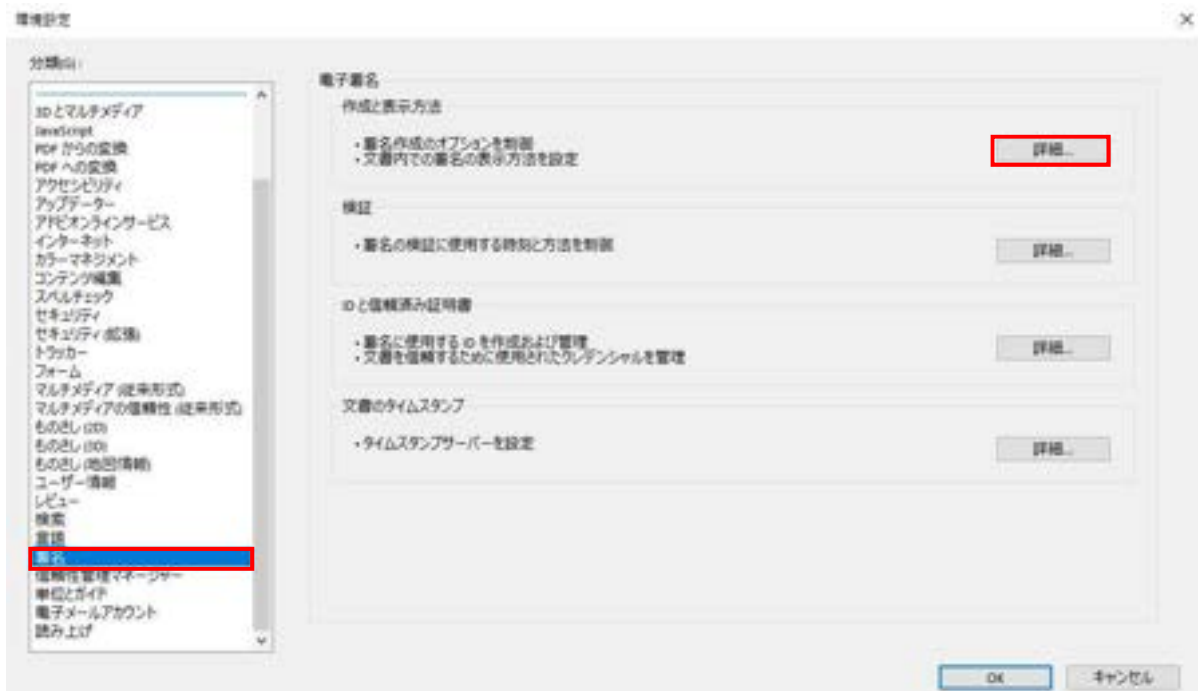 環境設定
分類(G):
3D とマルチメディア
JavaScript
PDF からの変換
PDF への変換
アクセシビリティ
アップデーター
アドビオンラインサービス
インターネット
カラーマネジメント
コンテンツ編集
スペルチェック
セキュリティ
セキュリティ (拡張)
トラッカー
フォーム
マルチメディア (従来形式)
マルチメディアの信頼性 (従来形式)
ものさし (2D)
ものさし (3D)
ものさし (地図情報)
ユーザー情報
レビュー
検索
言語
署名
信頼性管理マネージャー
単位とガイド
電子メールアカウント
読み上げ
電子署名
作成と表示方法
・署名作成のオプションを制御
・文書内での署名の表示方法を設定
詳細...
検証
・署名の検証に使用する時刻と方法を制御
詳細...
ID と信頼済み証明書
・署名に使用する ID を作成および管理
・文書を信頼するために使用されたクレデンシャルを管理
詳細...
文書のタイムスタンプ
・タイムスタンプサーバーを設定
詳細...
OK
キャンセル